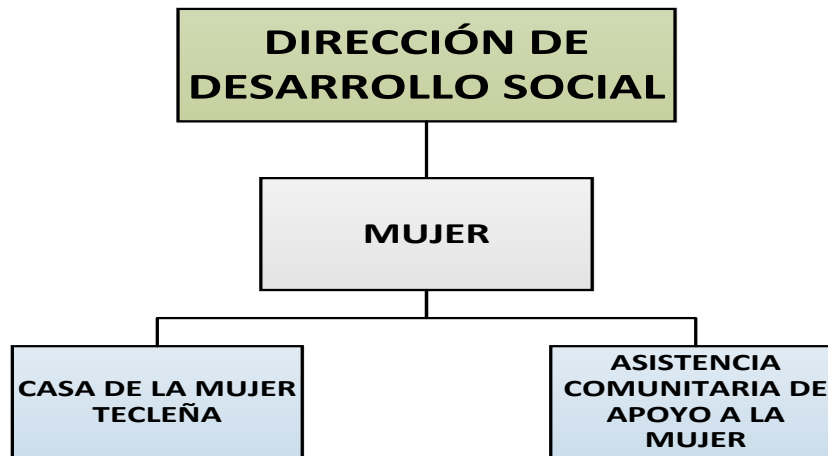 DIRECCIÓN DE
DESARROLLO SOCIAL
MUJER
CASA DE LA MUJER
TECLEÑA
ASISTENCIA
COMUNITARIA DE
APOYO A LA
MUJER